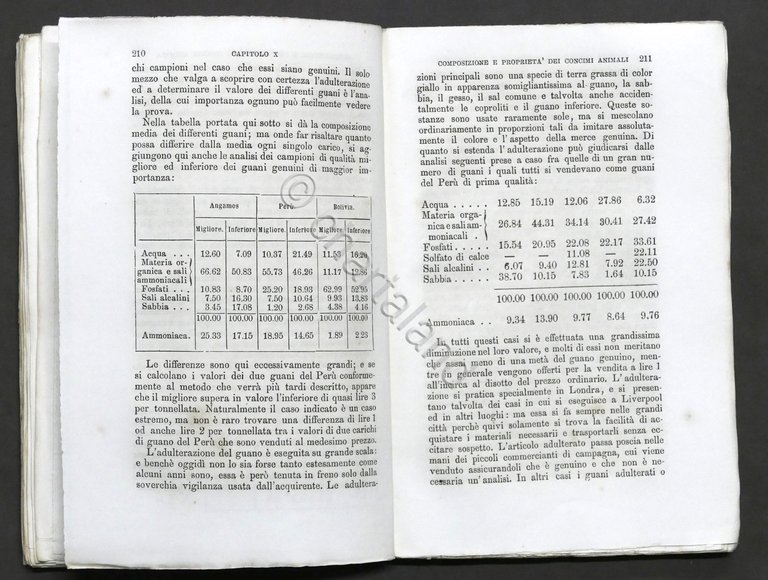 210 CAPITOLO X
chi campioni nel caso che essi siano genuini. Il solo
mezzo che valga a scoprire con certezza l'adulterazione
ed a determinare il valore dei differenti guani è l'ana-
lisi, della cui importanza ognuno può facilmente vedere
la prova.
Nella tabella portata qui sotto si dà la composizione
media dei differenti guani; ma onde far risaltare quanto
possa differire dalla media ogni singolo carico, si ag-
giungono qui anche le analisi dei campioni di qualità mi-
gliore ed inferiore dei guani genuini di maggior im-
portanza:
Angamos Perù Bolivia.
Migliore. Inferiore Migliore. Inferiore Migliore Inferiore
Acqua . . . 12.60 7.09 10.37 21.49 11.53 16.20
Materia or-
ganica e sali 66.62 50.83 55.73 46.26 11.17 12.86
ammoniacali
Fosfati . . . 10.83 8.70 25.20 18.93 62.99 52.95
Sali alcalini 7.50 16.30 7.50 10.64 9.93 13.83
Sabbia . . . 3.45 17.08 1.20 2.68 4.38 4.16
100.00 100.00 100.00 100.00 100.00 100.00
Ammoniaca. 25.33 17.15 18.95 14.65 1.89 2.23
Le differenze sono qui eccessivamente grandi; e se
si calcolano i valori dei due guani del Perù conforme-
mente al metodo che verrà più tardi descritto, appare
che il migliore supera in valore l'inferiore di quasi lire 3
per tonnellata. Naturalmente il caso indicato è un caso
estremo, ma non è raro trovare una differenza di lire 1
od anche lire 2 per tonnellata tra i valori di due carichi
di guano del Perù che sono venduti al medesimo prezzo.
L'adulterazione del guano è eseguita su grande scala:
e benchè oggidì non lo sia forse tanto estesamente come
alcuni anni sono, essa è però tenuta in freno solo dalla
soverchia vigilanza usata dall'acquirente. Le adultera-
COMPOSIZIONE E PROPRIETA' DEI CONCIMI ANIMALI 211
zioni principali sono una specie di terra grassa di color
giallo in apparenza somigliantissima al guano, la sab-
bia, il gesso, il sal comune e talvolta anche acciden-
talmente le coproliti e il guano inferiore. Queste so-
stanze sono usate raramente sole, ma si mescolano
ordinariamente in proporzioni tali da imitare assoluta-
mente il colore e l'aspetto della merce genuina. Di
quanto si estenda l'adulterazione può giudicarsi dalle
analisi seguenti prese a caso fra quelle di un gran nu-
mero di guani i quali tutti si vendevano come guani
del Perù di prima qualità:
Acqua . . . . . 12.85 15.19 12.06 27.86 6.32
Materia orga-
nica e sali am- 26.84 44.31 34.14 30.41 27.42
moniacali .
Fosfati . . . . . 15.54 20.95 22.08 22.17 33.61
Solfato di calce — — 11.08 — 22.11
Sali alcalini . . 6.07 9.40 12.81 7.92 22.50
Sabbia . . . . . 38.70 10.15 7.83 1.64 10.15
100.00 100.00 100.00 100.00 100.00
Ammoniaca . . 9.34 13.90 9.77 8.64 9.76
In tutti questi casi si è effettuata una grandissima
diminuzione nel loro valore, e molti di essi non meritano
che assai meno di una metà del guano genuino, men-
tre in generale vengono offerti per la vendita a lire 1
all'incirca al disotto del prezzo ordinario. L'adultera-
zione si pratica specialmente in Londra, e si presen-
tano talvolta dei casi in cui si eseguisce a Liverpool
ed in altri luoghi: ma essa si fa sempre nelle grandi
città perchè quivi solamente si trova la facilità di ac-
quistare i materiali necessarii e trasportarli senza ec-
citare sospetto. L'articolo adulterato passa poscia nelle
mani dei piccoli commercianti di campagna, cui viene
venduto assicurandoli che è genuino e che non è ne-
cessaria un'analisi. In altri casi i guani adulterati o